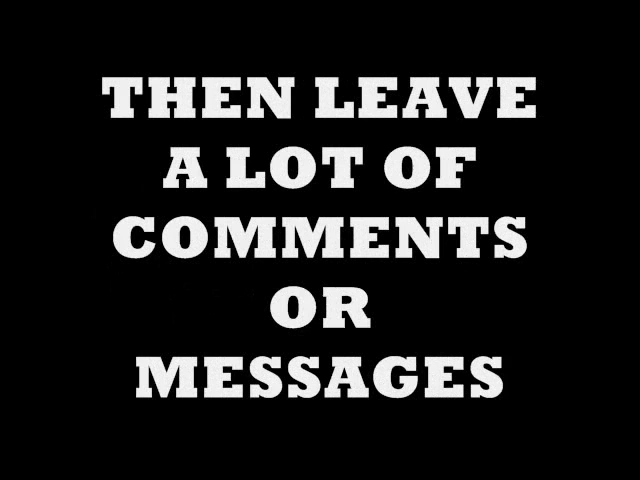 THEN LEAVE
A LOT OF
COMMENTS
OR
MESSAGES